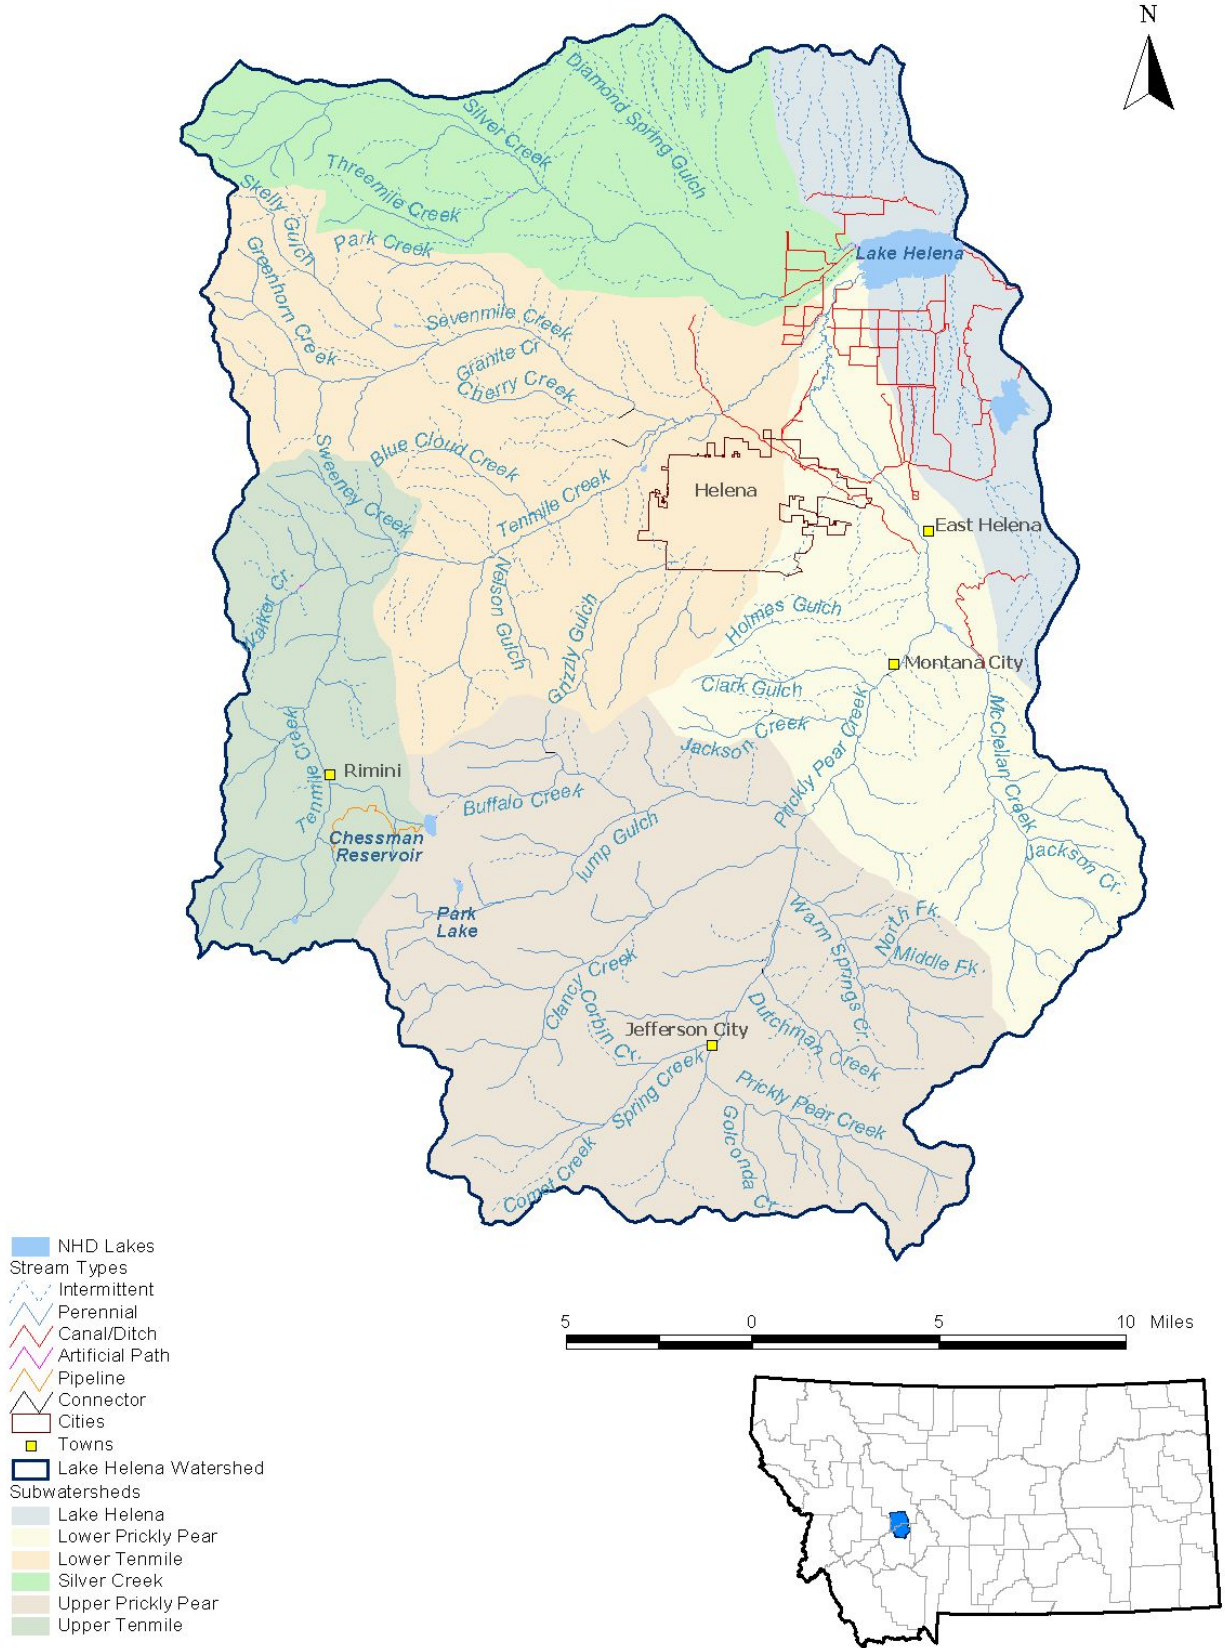 N
Diamond Spring Gulch
Silver Creek
Threemile Creek
Skelly Gulch
Park Creek
Greenhorn Creek
Lake Helena
Sevenmile Creek
Granite Cr
Cherry Creek
Sweeney Creek
Blue Cloud Creek
Tenmile Creek
Helena
East Helena
Walker Cr.
Nelson Gulch
Grizzly Gulch
Holmes Gulch
Montana City
Clark Gulch
Jackson Creek
Prickly Pear Creek
McClellan Creek
Tenmile Creek
Rimini
Buffalo Creek
Chessman
Reservoir
lump Gulch
Jackson Cr.
Park
Lake
Warm Springs Cr.
North Fk.
Middle Fk.
Clancy Creek
Corbin Cr.
Jefferson City
Dutchman Creek
Spring Creek
Prickly Pear Creek
Golconda Cr.
Comet Creek
NHD Lakes
Stream Types
Intermittent
Perennial
Canal/Ditch
Artificial Path
Pipeline
Connector
Cities
Towns
Lake Helena Watershed
Subwatersheds
Lake Helena
Lower Prickly Pear
Lower Tenmile
Silver Creek
Upper Prickly Pear
Upper Tenmile
5 0 5 10 Miles